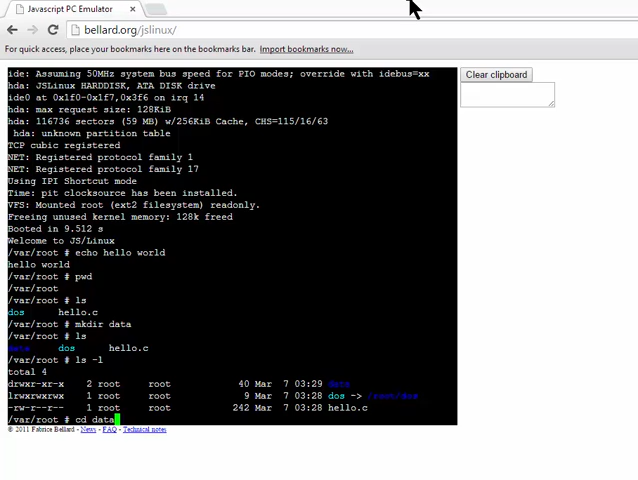 Javascript PC Emulator
bellard.org/jslinux/
For quick access, place your bookmarks here on the bookmarks bar. Import bookmarks now...
ide: Assuming 50MHz system bus speed for PIO modes; override with idebus=xx
hda: JSLinux HARDDISK, ATA DISK drive
ide0 at 0x1f0-0x1f7,0x3f6 on irq 14
hda: max request size: 128KiB
hda: 116736 sectors (59 MB) w/256KiB Cache, CHS=115/16/63
hda: unknown partition table
TCP cubic registered
NET: Registered protocol family 1
NET: Registered protocol family 17
Using IPI Shortcut mode
Time: pit clocksource has been installed.
VFS: Mounted root (ext2 filesystem) readonly.
Freeing unused kernel memory: 128k freed
Booted in 9.512 s
Welcome to JS/Linux
/var/root # echo hello world
hello world
/var/root # pwd
/var/root
/var/root # ls
dos hello.c
/var/root # mkdir data
/var/root # ls
data dos hello.c
/var/root # ls -l
total 4
drwxr-xr-x 2 root root 40 Mar 7 03:29 data
lrwxrwxrwx 1 root root 9 Mar 7 03:28 dos -> /root/dos
-rw-r--r-- 1 root root 242 Mar 7 03:28 hello.c
/var/root # cd data
© 2011 Fabrice Bellard - News - FAQ - Technical notes
Clear clipboard